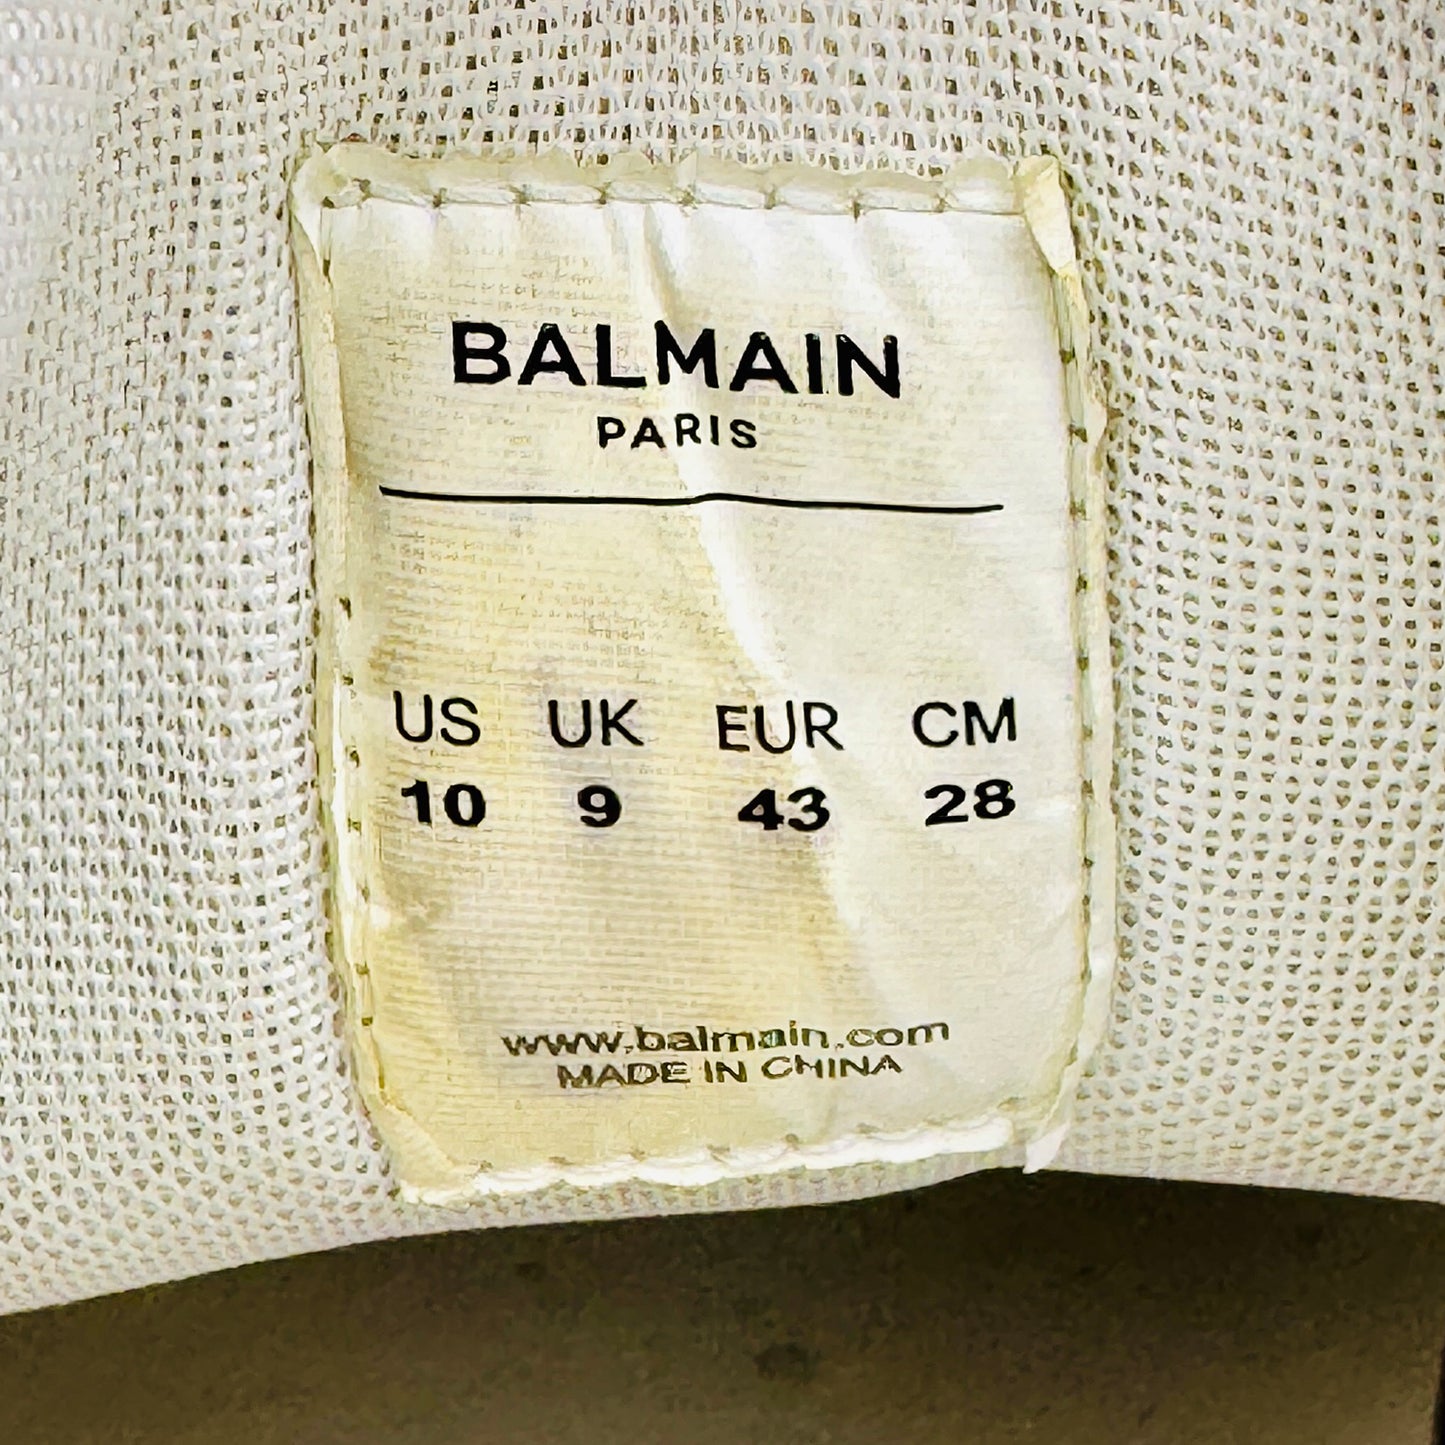 BALMAIN
PARIS
US UK EUR CM
10 9 43 28
www.balmain.com
MADE IN CHINA